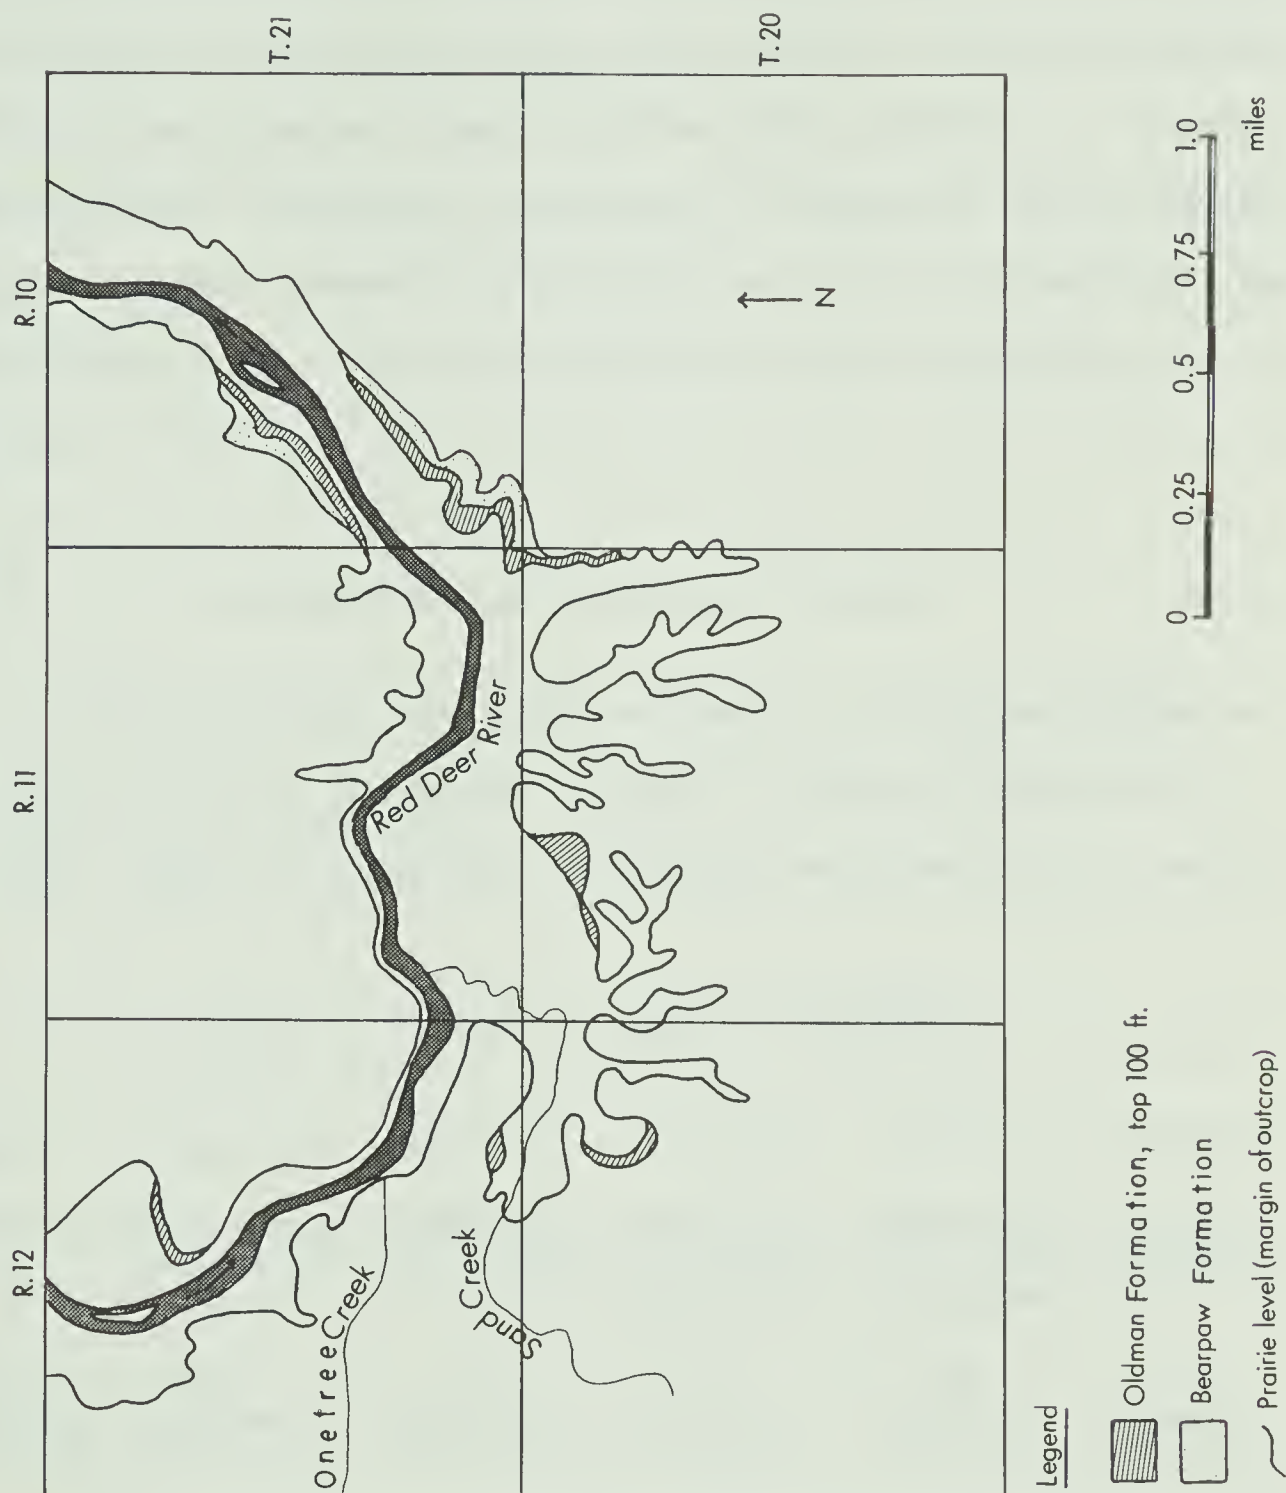 R.12
R.11
R.10
T.21
T.20
Onetree Creek
Sand Creek
Red Deer River
N
Legend
Oldman Formation, top 100 ft.
Bearpaw Formation
Prairie level (margin of outcrop)
0
0.25
0.5
0.75
1.0
miles